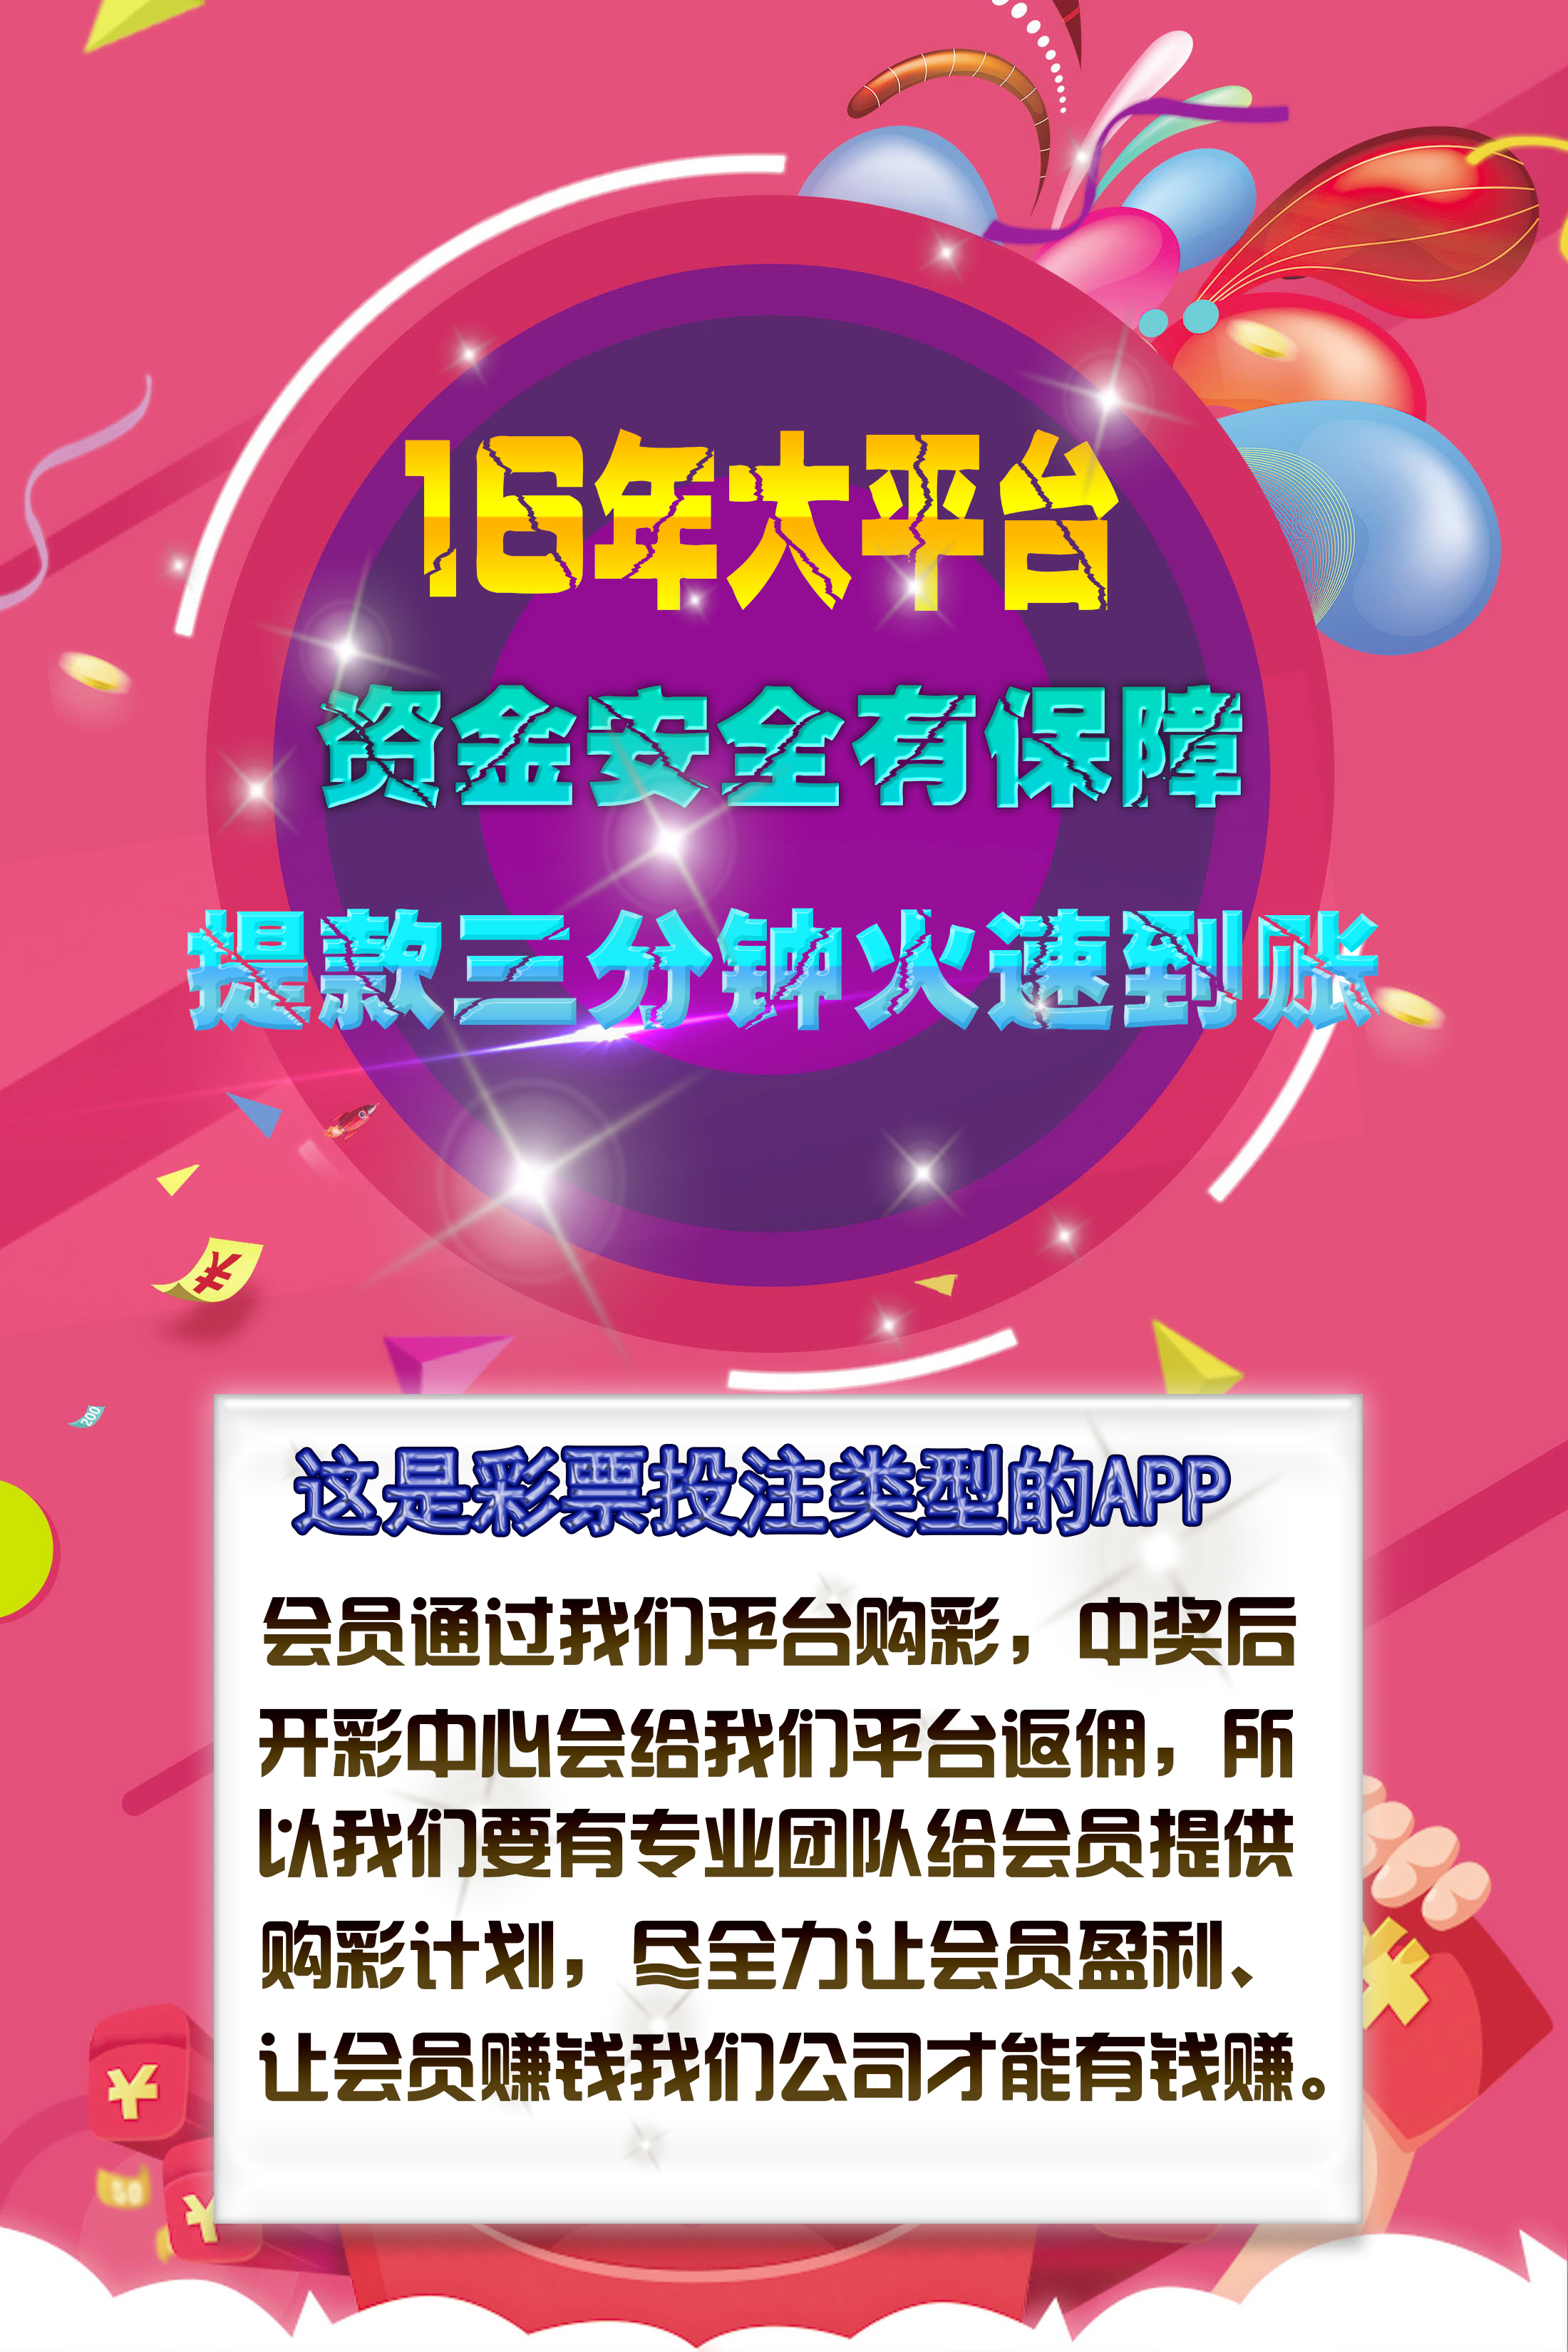 16年大平台
资金安全有保障
提款三分钟火速到账
¥
200
这是彩票投注类型的APP
会员通过我们平台购彩，中奖后
开彩中心会给我们平台返佣，所
以我们要有专业团队给会员提供
购彩计划，尽全力让会员盈利、
让会员赚钱我们公司才能有钱赚。
¥
¥
50
¥